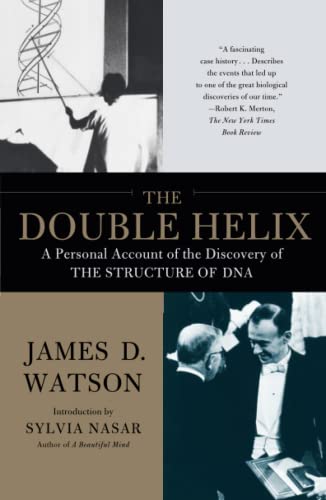 “A fascinating
case history . . . Describes
the events that led up
to one of the great biological
discoveries of our time.”
—Robert K. Merton,
The New York Times
Book Review
THE
DOUBLE HELIX
A Personal Account of the Discovery of
THE STRUCTURE OF DNA
JAMES D.
WATSON
Introduction by
SYLVIA NASAR
Author of A Beautiful Mind